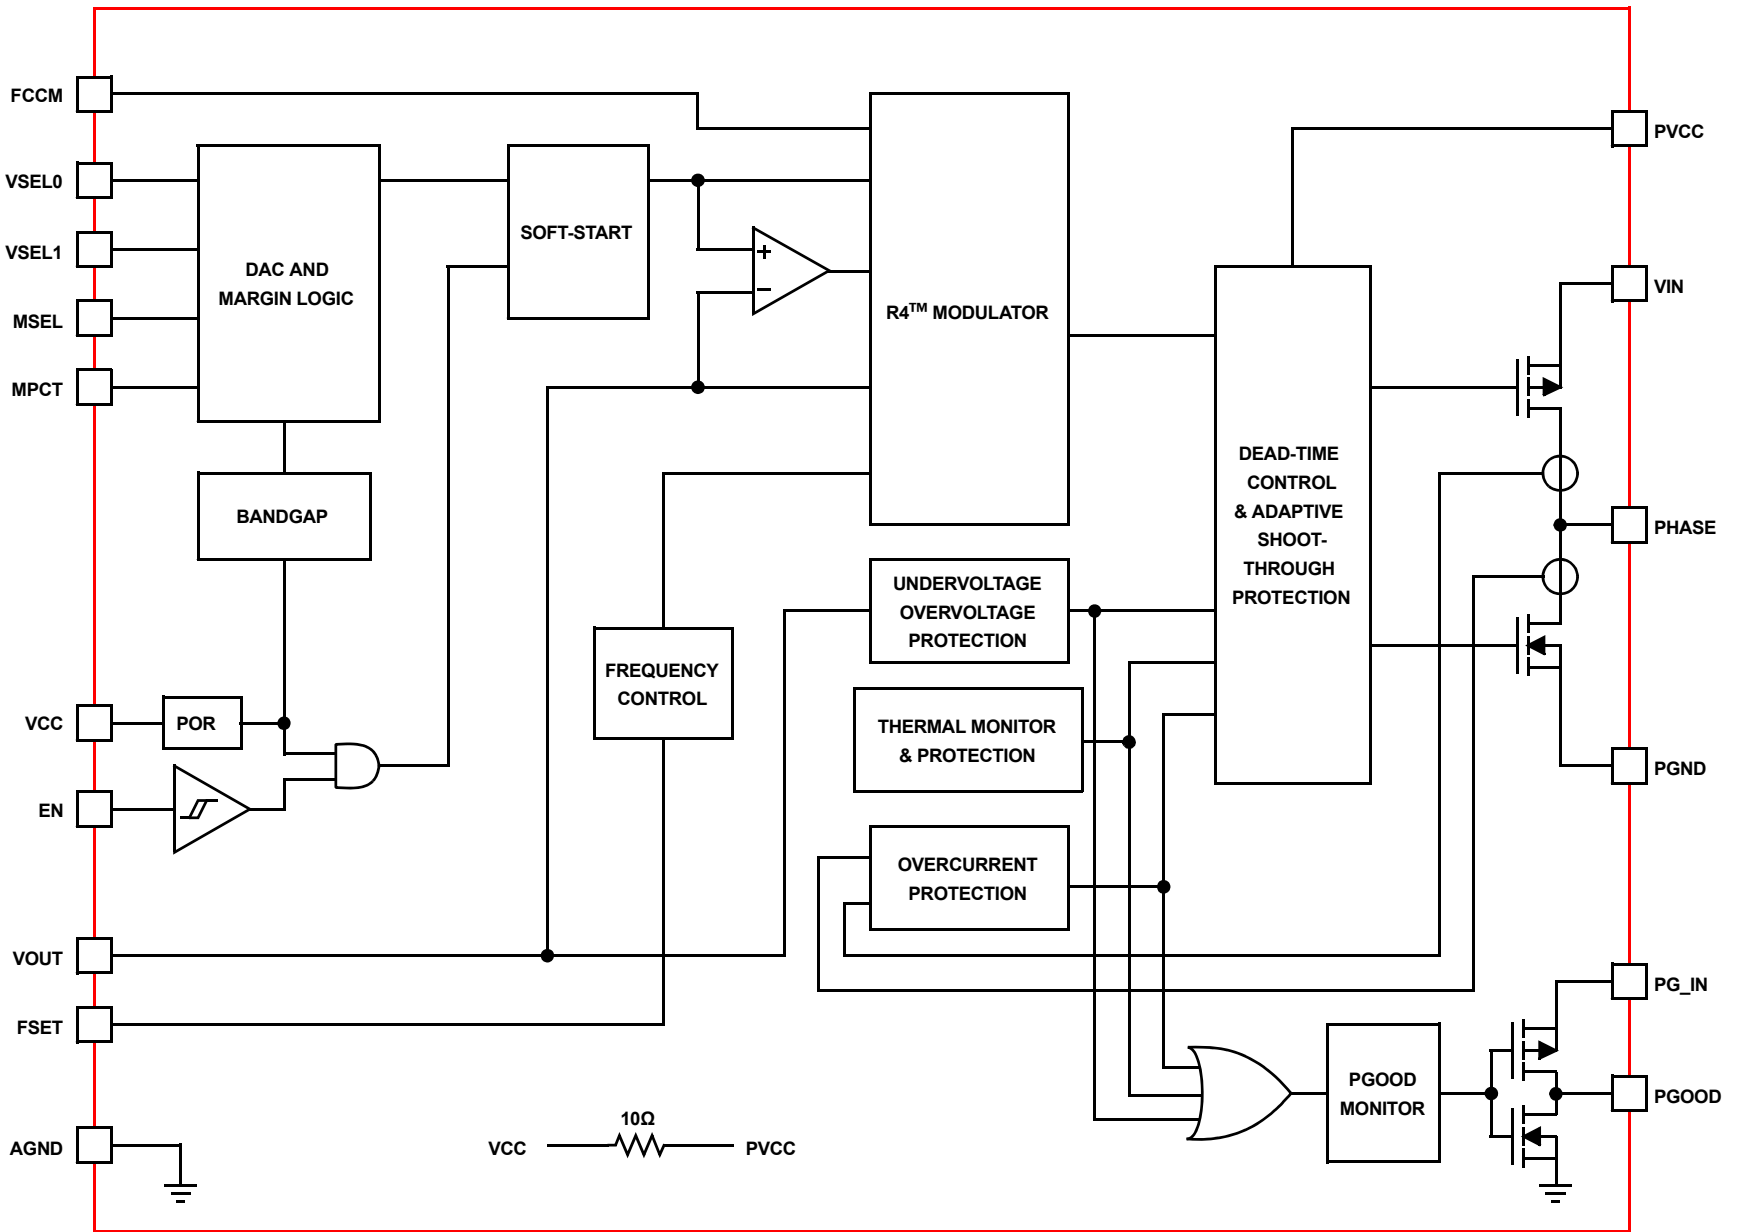 FCCM
VSEL0
VSEL1
MSEL
MPCT
DAC AND
MARGIN LOGIC
SOFT-START
+
−
R4™ MODULATOR
PVCC
VIN
BANDGAP
DEAD-TIME
CONTROL
& ADAPTIVE
SHOOT-
THROUGH
PROTECTION
PHASE
UNDERVOLTAGE
OVERVOLTAGE
PROTECTION
FREQUENCY
CONTROL
VCC
POR
THERMAL MONITOR
& PROTECTION
PGND
EN
OVERCURRENT
PROTECTION
VOUT
FSET
PG_IN
PGOOD
MONITOR
PGOOD
AGND
10Ω
VCC
PVCC